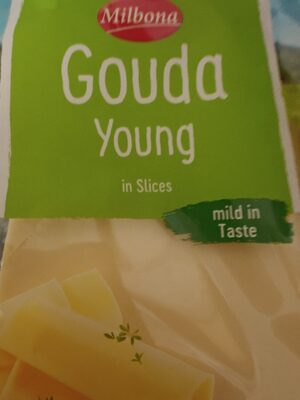 Milbona
Gouda
Young
in Slices
mild in
Taste